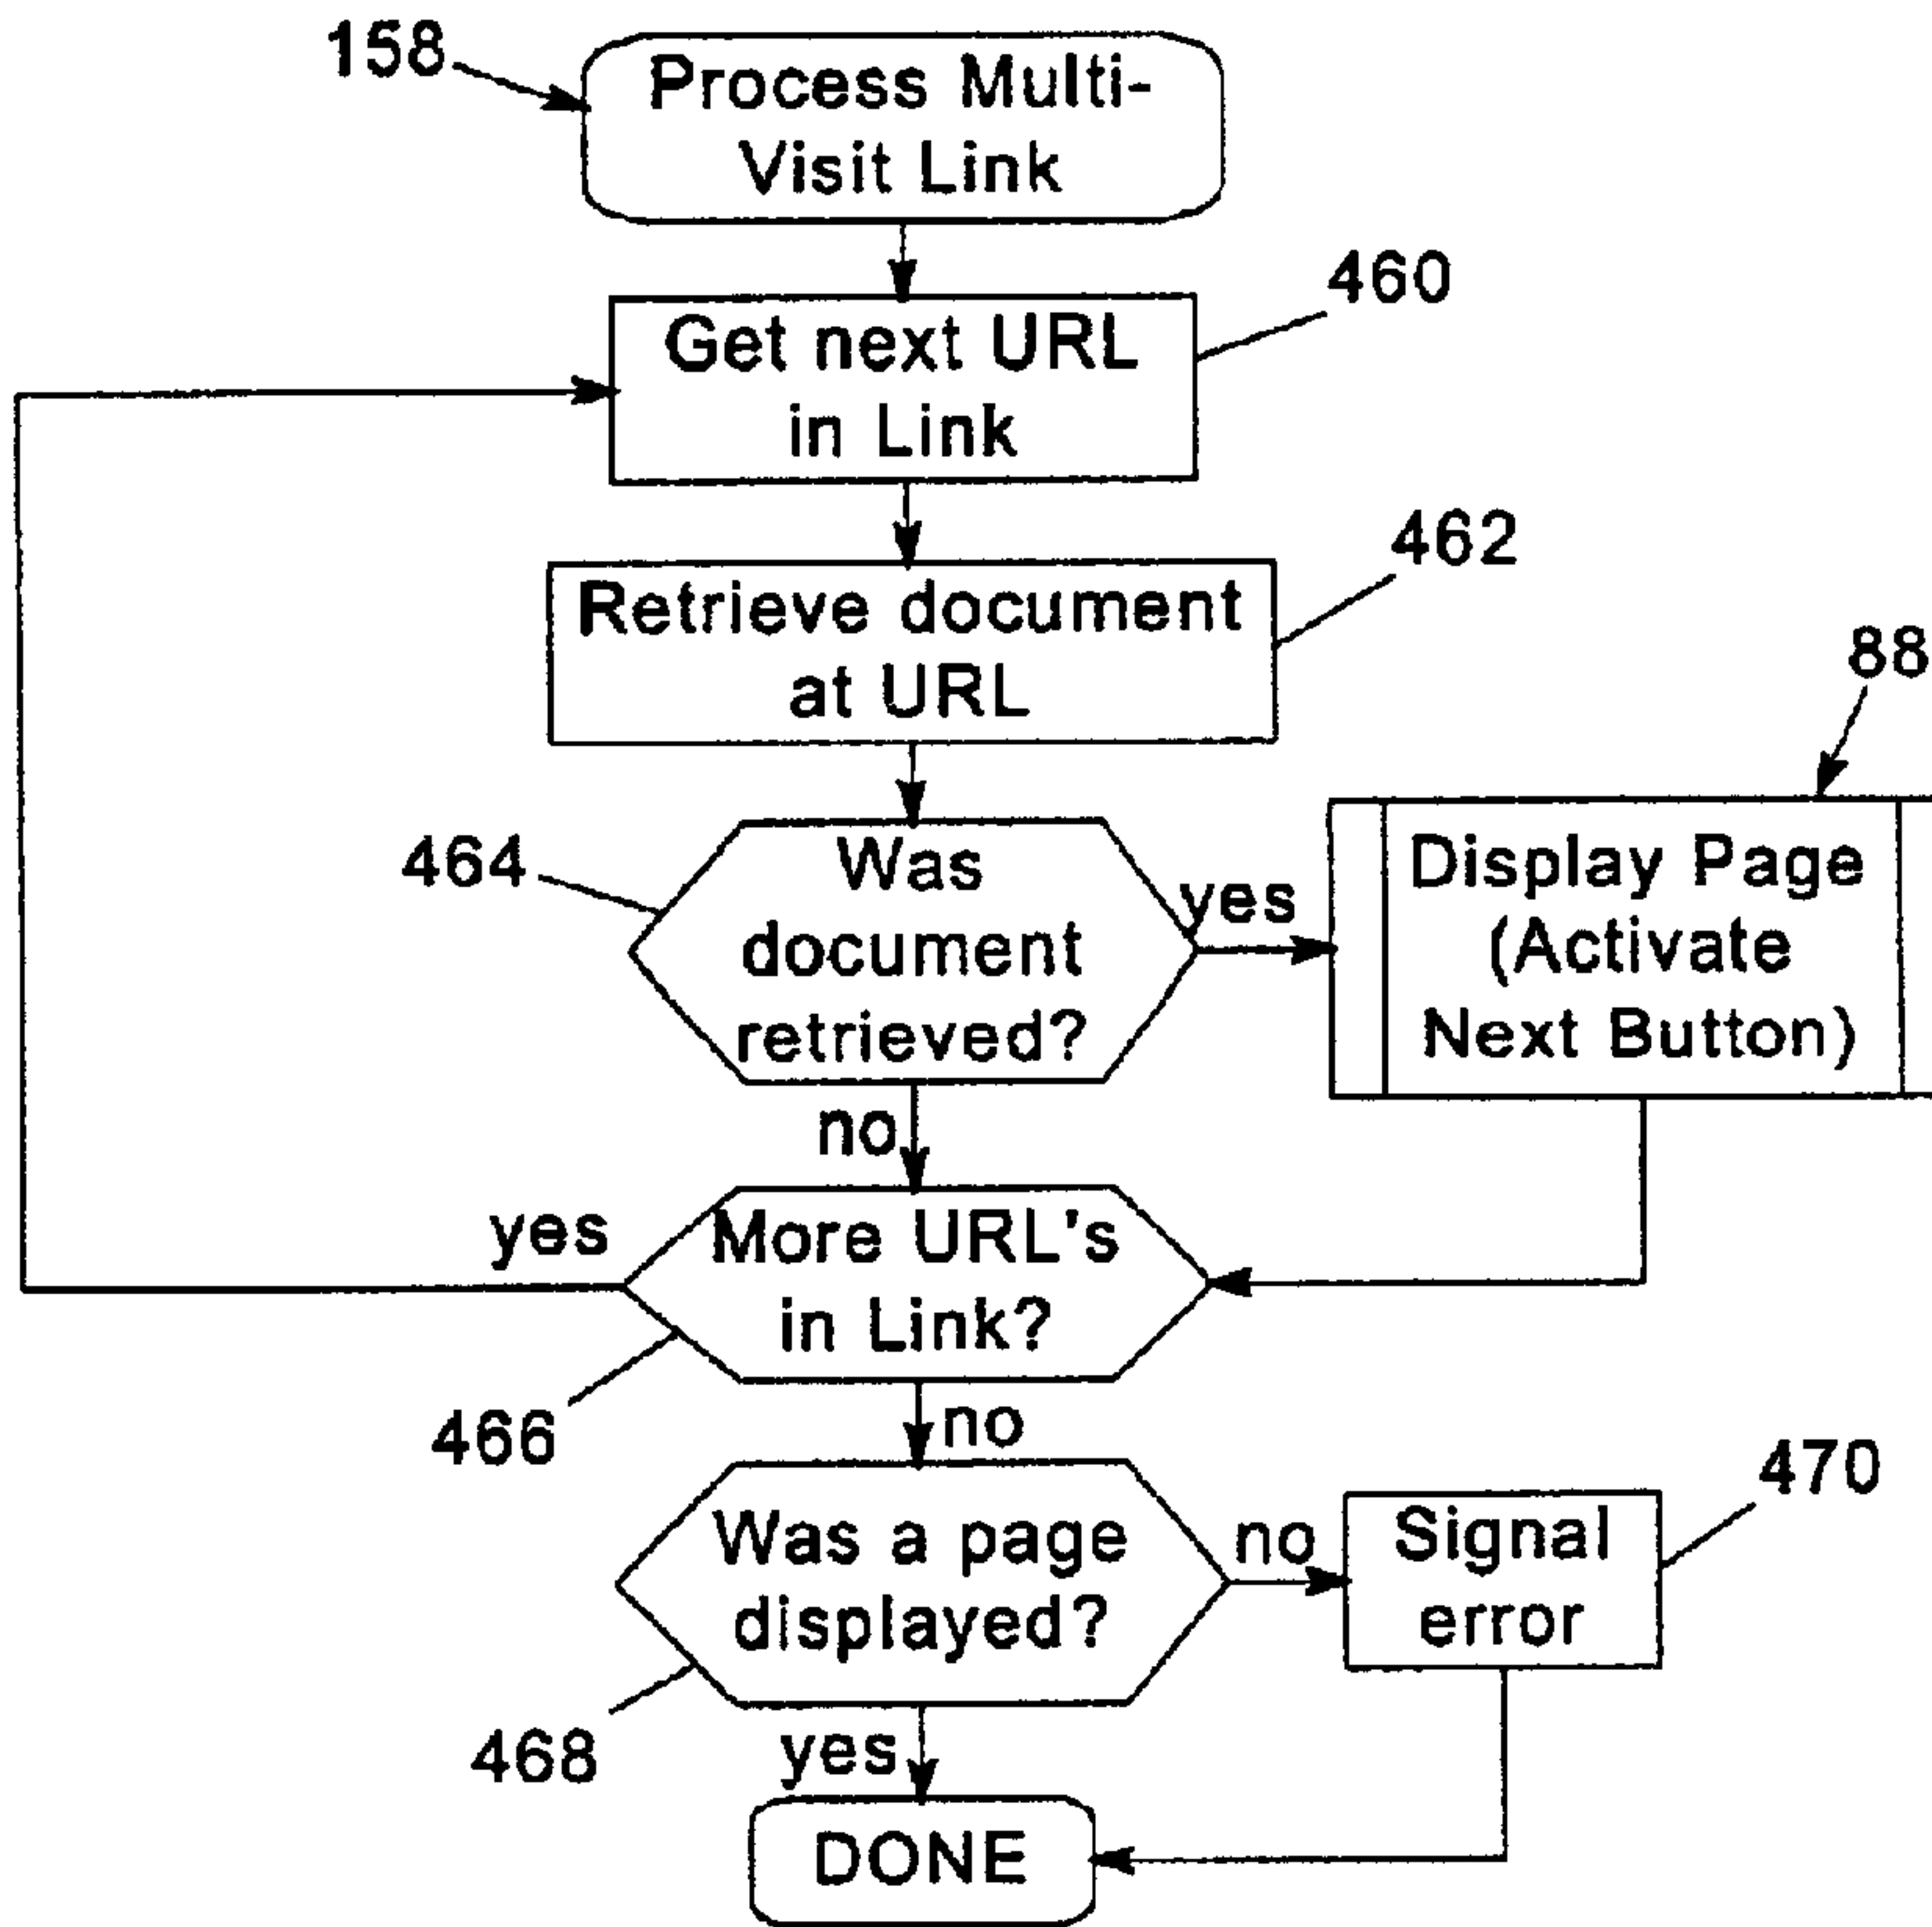 158
Process Multi-
Visit Link
460
Get next URL
in Link
462
Retrieve document
at URL
88
464
Was
document
retrieved?
yes
Display Page
(Activate
Next Button)
no
yes
More URL's
in Link?
466
no
470
Was a page
displayed?
no
Signal
error
468
yes
DONE